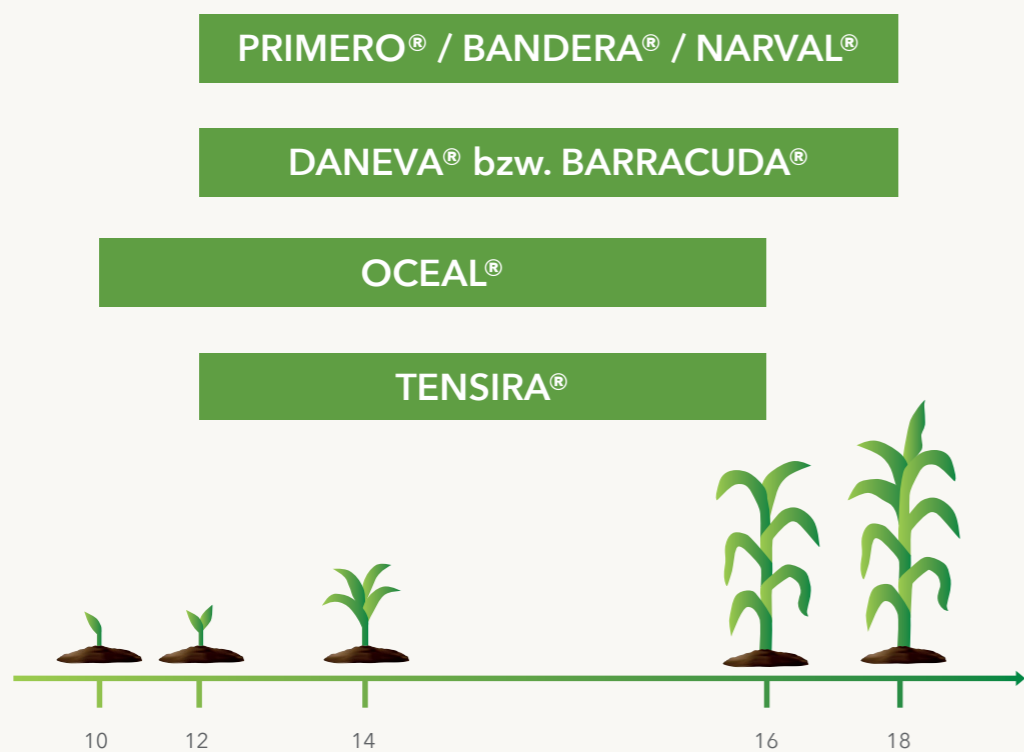 PRIMERO® / BANDERA® / NARVAL®
DANEVA® bzw. BARRACUDA®
OCEAL®
TENSIRA®
10 12 14 16 18